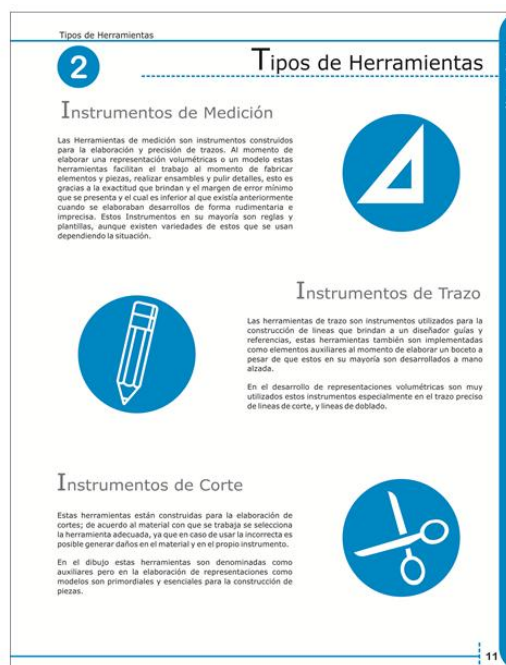 Tipos de Herramientas
2
Tipos de Herramientas
Instrumentos de Medición
Las Herramientas de medición son instrumentos construidos
para la elaboración y precisión de trazos. Al momento de
elaborar una representación volumétricas o un modelo estas
herramientas facilitan el trabajo al momento de fabricar
elementos y piezas, realizar ensambles y pulir detalles, esto es
gracias a la exactitud que brindan y el margen de error mínimo
que se presenta y el cual es inferior al que existía anteriormente
cuando se elaboraban desarrollos de forma rudimentaria e
imprecisa. Estos Instrumentos en su mayoría son reglas y
plantillas, aunque existen variedades de estos que se usan
dependiendo la situación.
Instrumentos de Trazo
Las herramientas de trazo son instrumentos utilizados para la
construcción de lineas que brindan a un diseñador guías y
referencias, estas herramientas también son implementadas
como elementos auxiliares al momento de elaborar un boceto a
pesar de que estos en su mayoría son desarrollados a mano
alzada.
En el desarrollo de representaciones volumétricas son muy
utilizados estos instrumentos especialmente en el trazo preciso
de lineas de corte, y lineas de doblado.
Instrumentos de Corte
Estas herramientas están construidas para la elaboración de
cortes; de acuerdo al material con que se trabaja se selecciona
la herramienta adecuada, ya que en caso de usar la incorrecta es
posible generar daños en el material y en el propio instrumento.
En el dibujo estas herramientas son denominadas como
auxiliares pero en la elaboración de representaciones como
modelos son primordiales y esenciales para la construcción de
piezas.
11